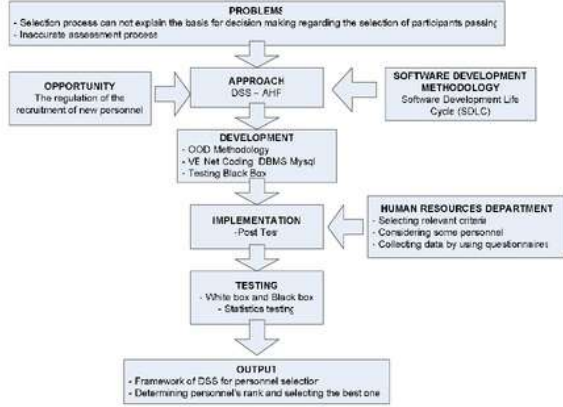 PROBLEMS
- Selection process can not explain the basis for decision making regarding the selection of participants passing
- Inaccurate assessment process
OPPORTUNITY
The regulation of the
recruitment of new personnel
APPROACH
DSS – AHP
SOFTWARE DEVELOPMENT
METHODOLOGY
Software Development Life
Cycle (SDLC)
DEVELOPMENT
- OOD Methodology
- VB Net Coding DBMS Mysql
- Testing Black Box
IMPLEMENTATION
-Post Test
HUMAN RESOURCES DEPARTMENT
- Selecting relevant criteria
- Considering some personnel
- Collecting data by using questionnaires
TESTING
- White box and Black box
- Statistics testing
OUTPUT
- Framework of DSS for personnel selection
- Determining personnel's rank and selecting the best one